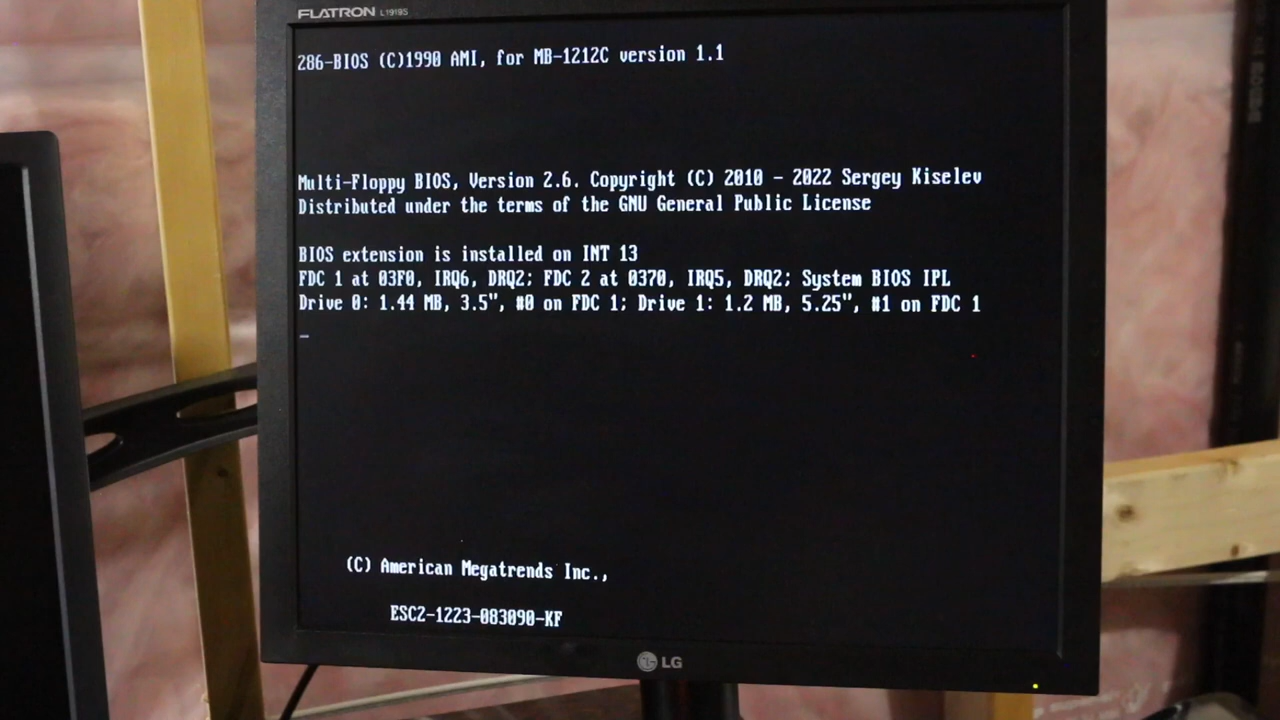 FLATRON L1919S
286-BIOS (C)1990 AMI, for MB-1212C version 1.1
Multi-Floppy BIOS, Version 2.6. Copyright (C) 2010 - 2022 Sergey Kiselev
Distributed under the terms of the GNU General Public License
BIOS extension is installed on INT 13
FDC 1 at 03F0, IRQ6, DRQ2; FDC 2 at 0370, IRQ5, DRQ2; System BIOS IPL
Drive 0: 1.44 MB, 3.5", #0 on FDC 1; Drive 1: 1.2 MB, 5.25", #1 on FDC 1
_
(C) American Megatrends Inc.,
ESC2-1223-083090-KF
LG